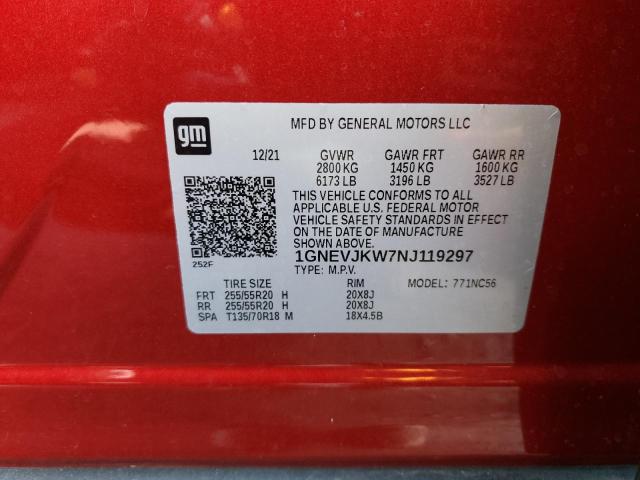 gm
MFD BY GENERAL MOTORS LLC
12/21 GVWR GAWR FRT GAWR RR
2800 KG 1450 KG 1600 KG
6173 LB 3196 LB 3527 LB
THIS VEHICLE CONFORMS TO ALL
APPLICABLE U.S. FEDERAL MOTOR
VEHICLE SAFETY STANDARDS IN EFFECT
ON THE DATE OF MANUFACTURE
SHOWN ABOVE.
252F
1GNEVJKW7NJ119297
TYPE: M.P.V. MODEL: 771NC56
TIRE SIZE RIM
FRT 255/55R20 H 20X8J
RR 255/55R20 H 20X8J
SPA T135/70R18 M 18X4.5B